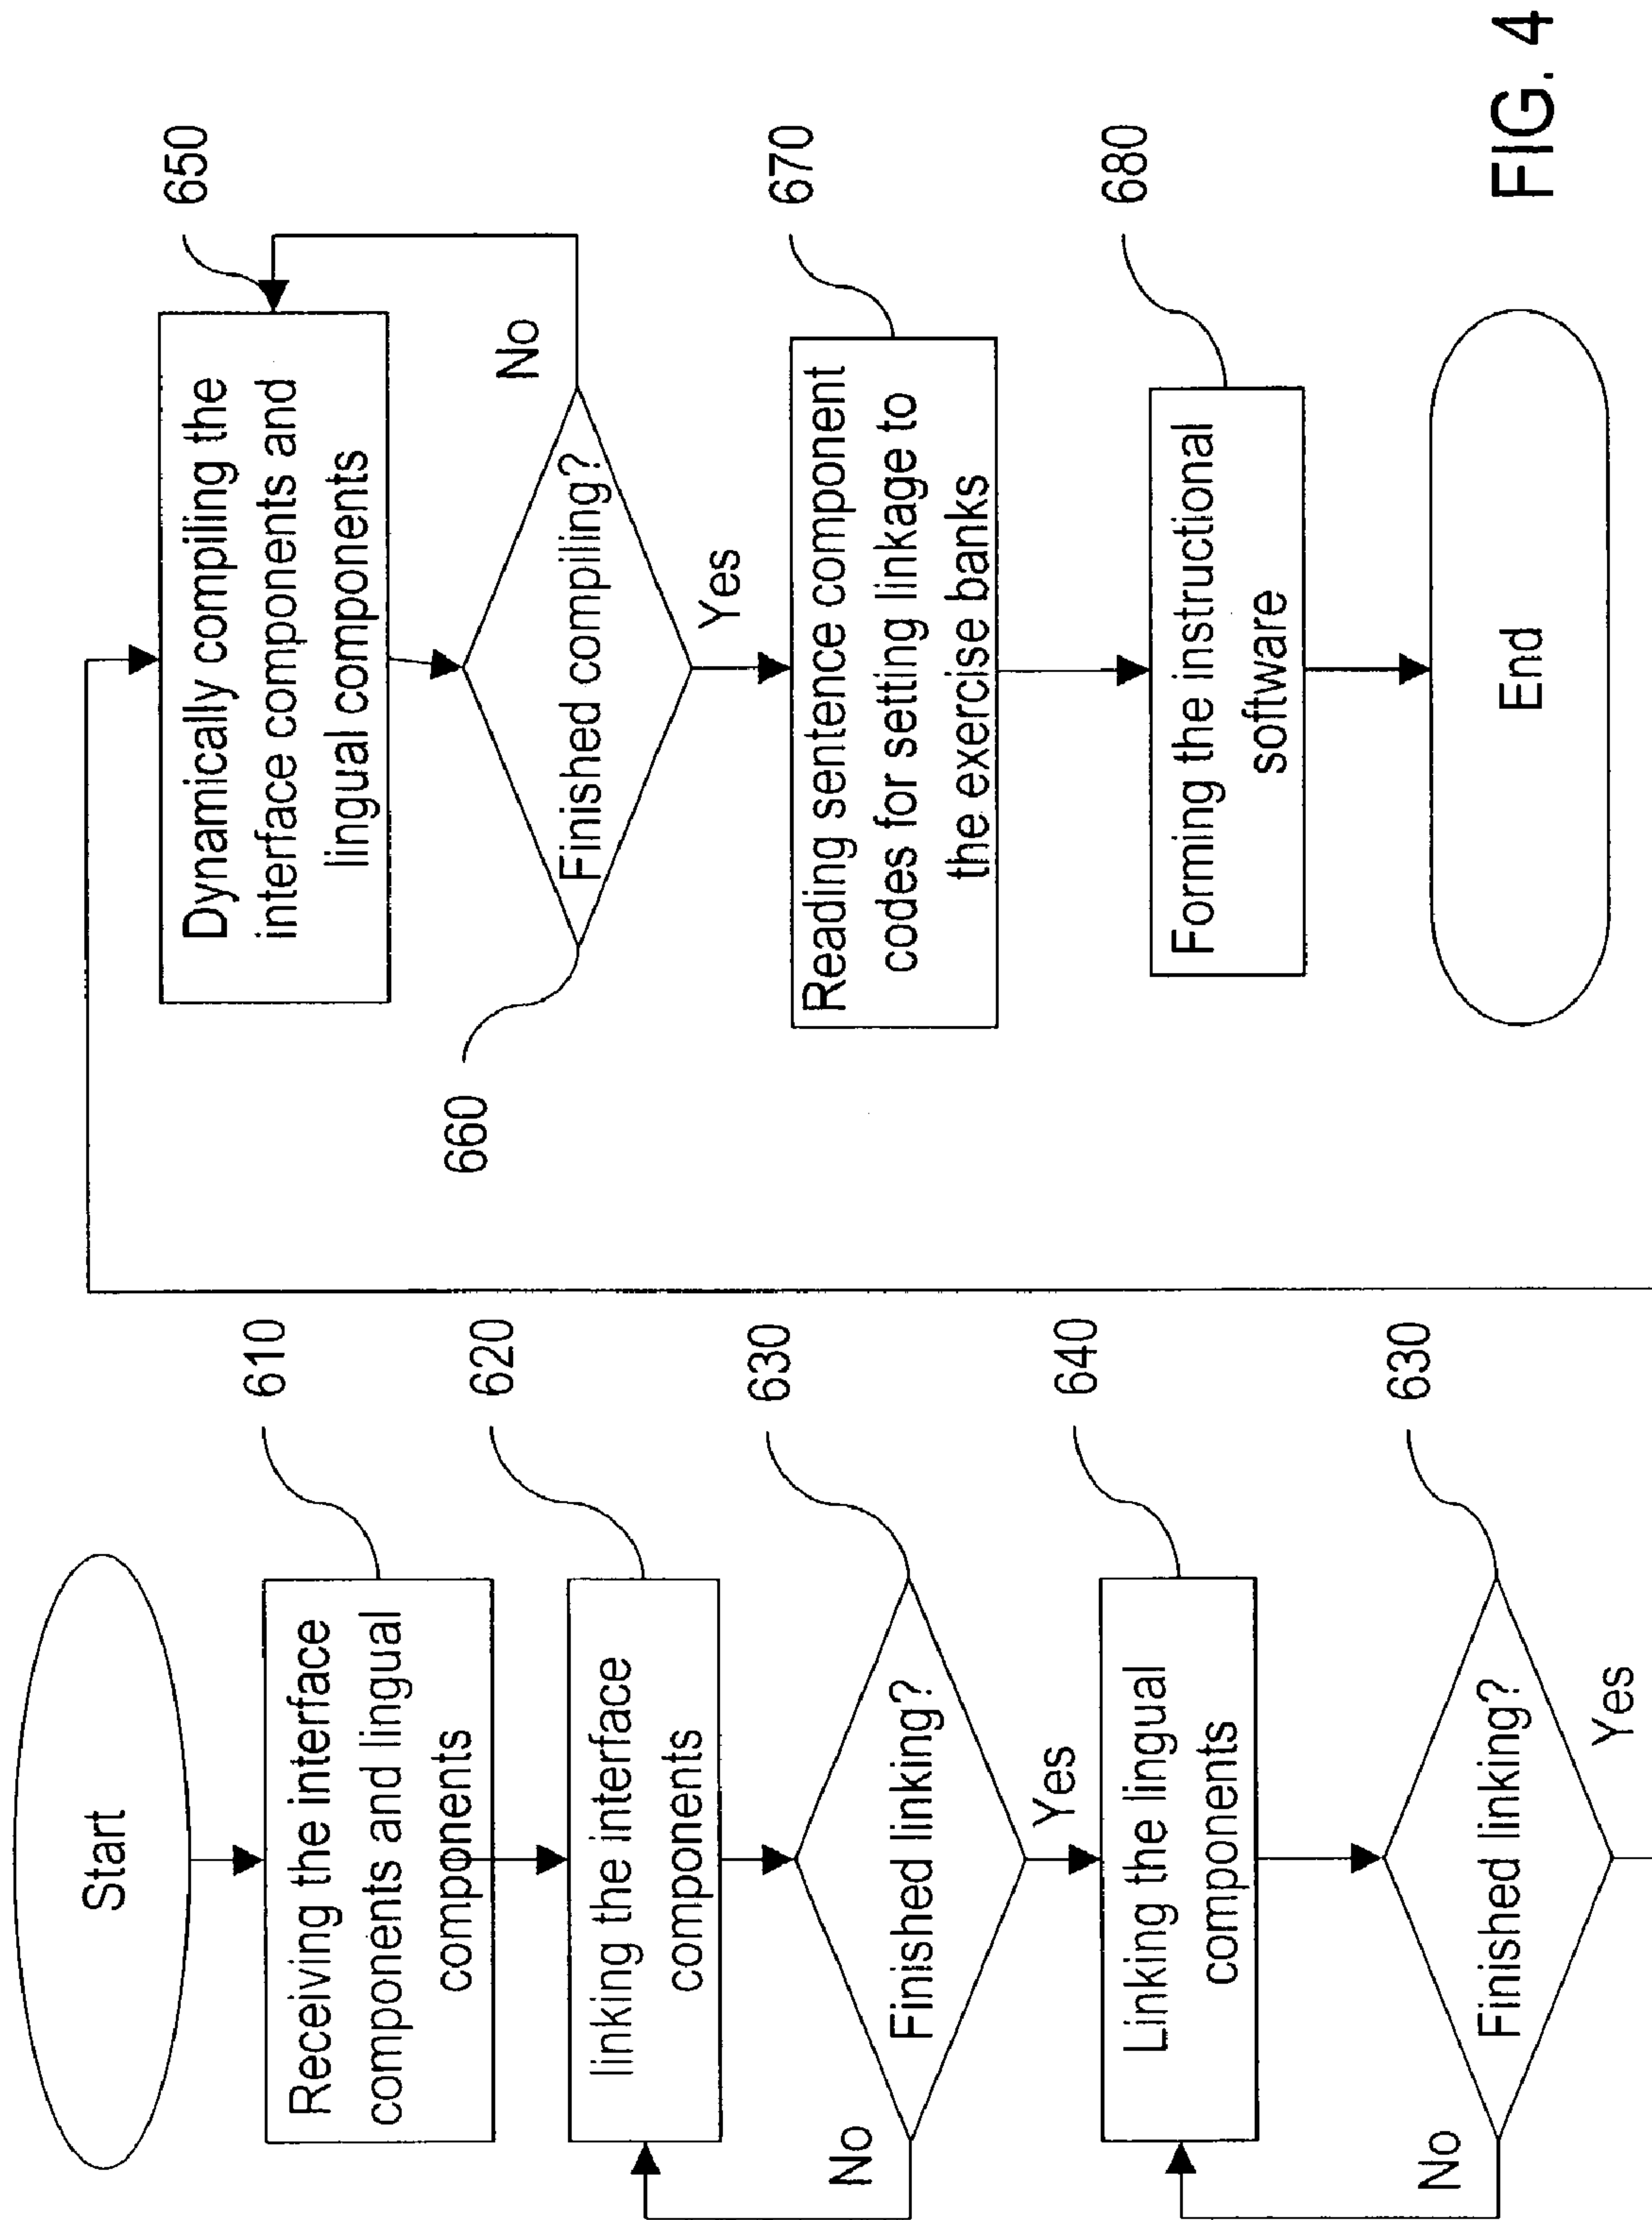 Start
610
Receiving the interface
components and lingual
components
620
linking the interface
components
630
Finished linking?
No
Yes
640
Linking the lingual
components
630
Finished linking?
No
Yes
650
Dynamically compiling the
interface components and
lingual components
660
Finished compiling?
No
Yes
670
Reading sentence component
codes for setting linkage to
the exercise banks
680
Forming the instructional
software
End
FIG. 4